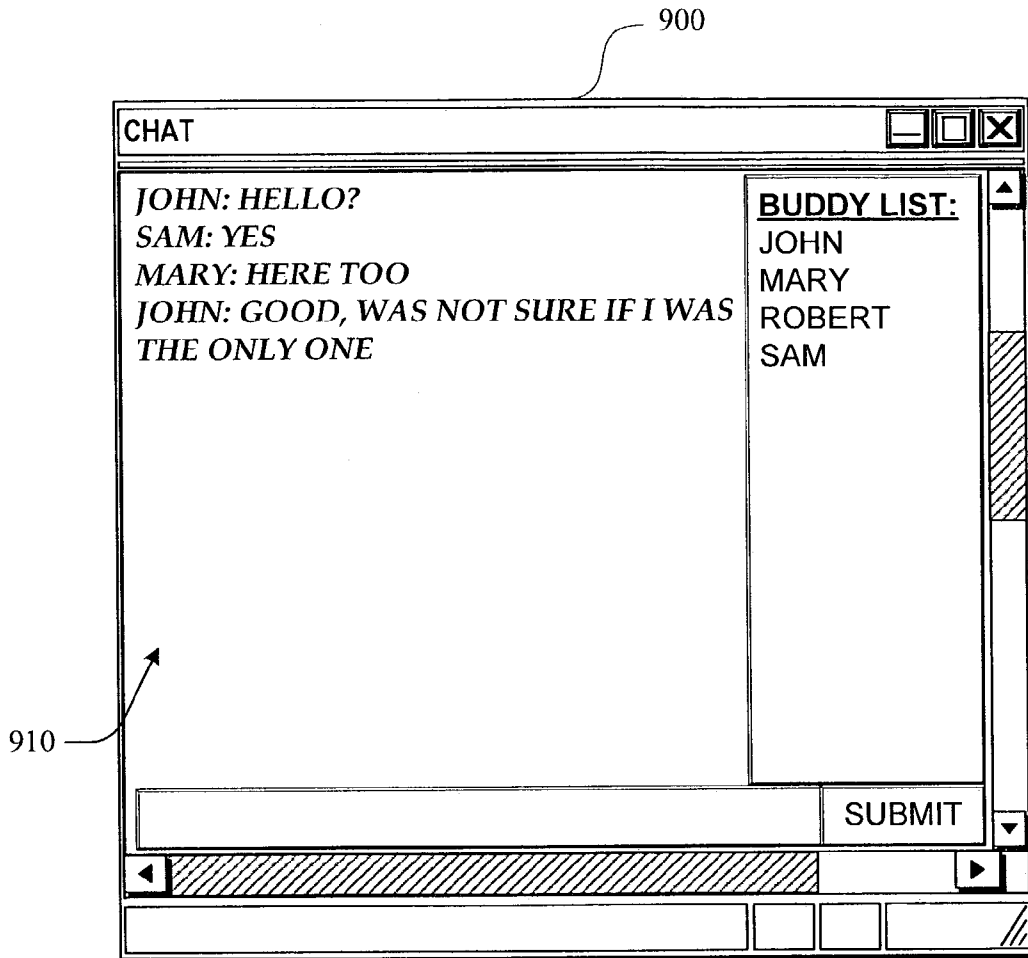 900
CHAT
JOHN: HELLO?
SAM: YES
MARY: HERE TOO
JOHN: GOOD, WAS NOT SURE IF I WAS
THE ONLY ONE
BUDDY LIST:
JOHN
MARY
ROBERT
SAM
910
SUBMIT